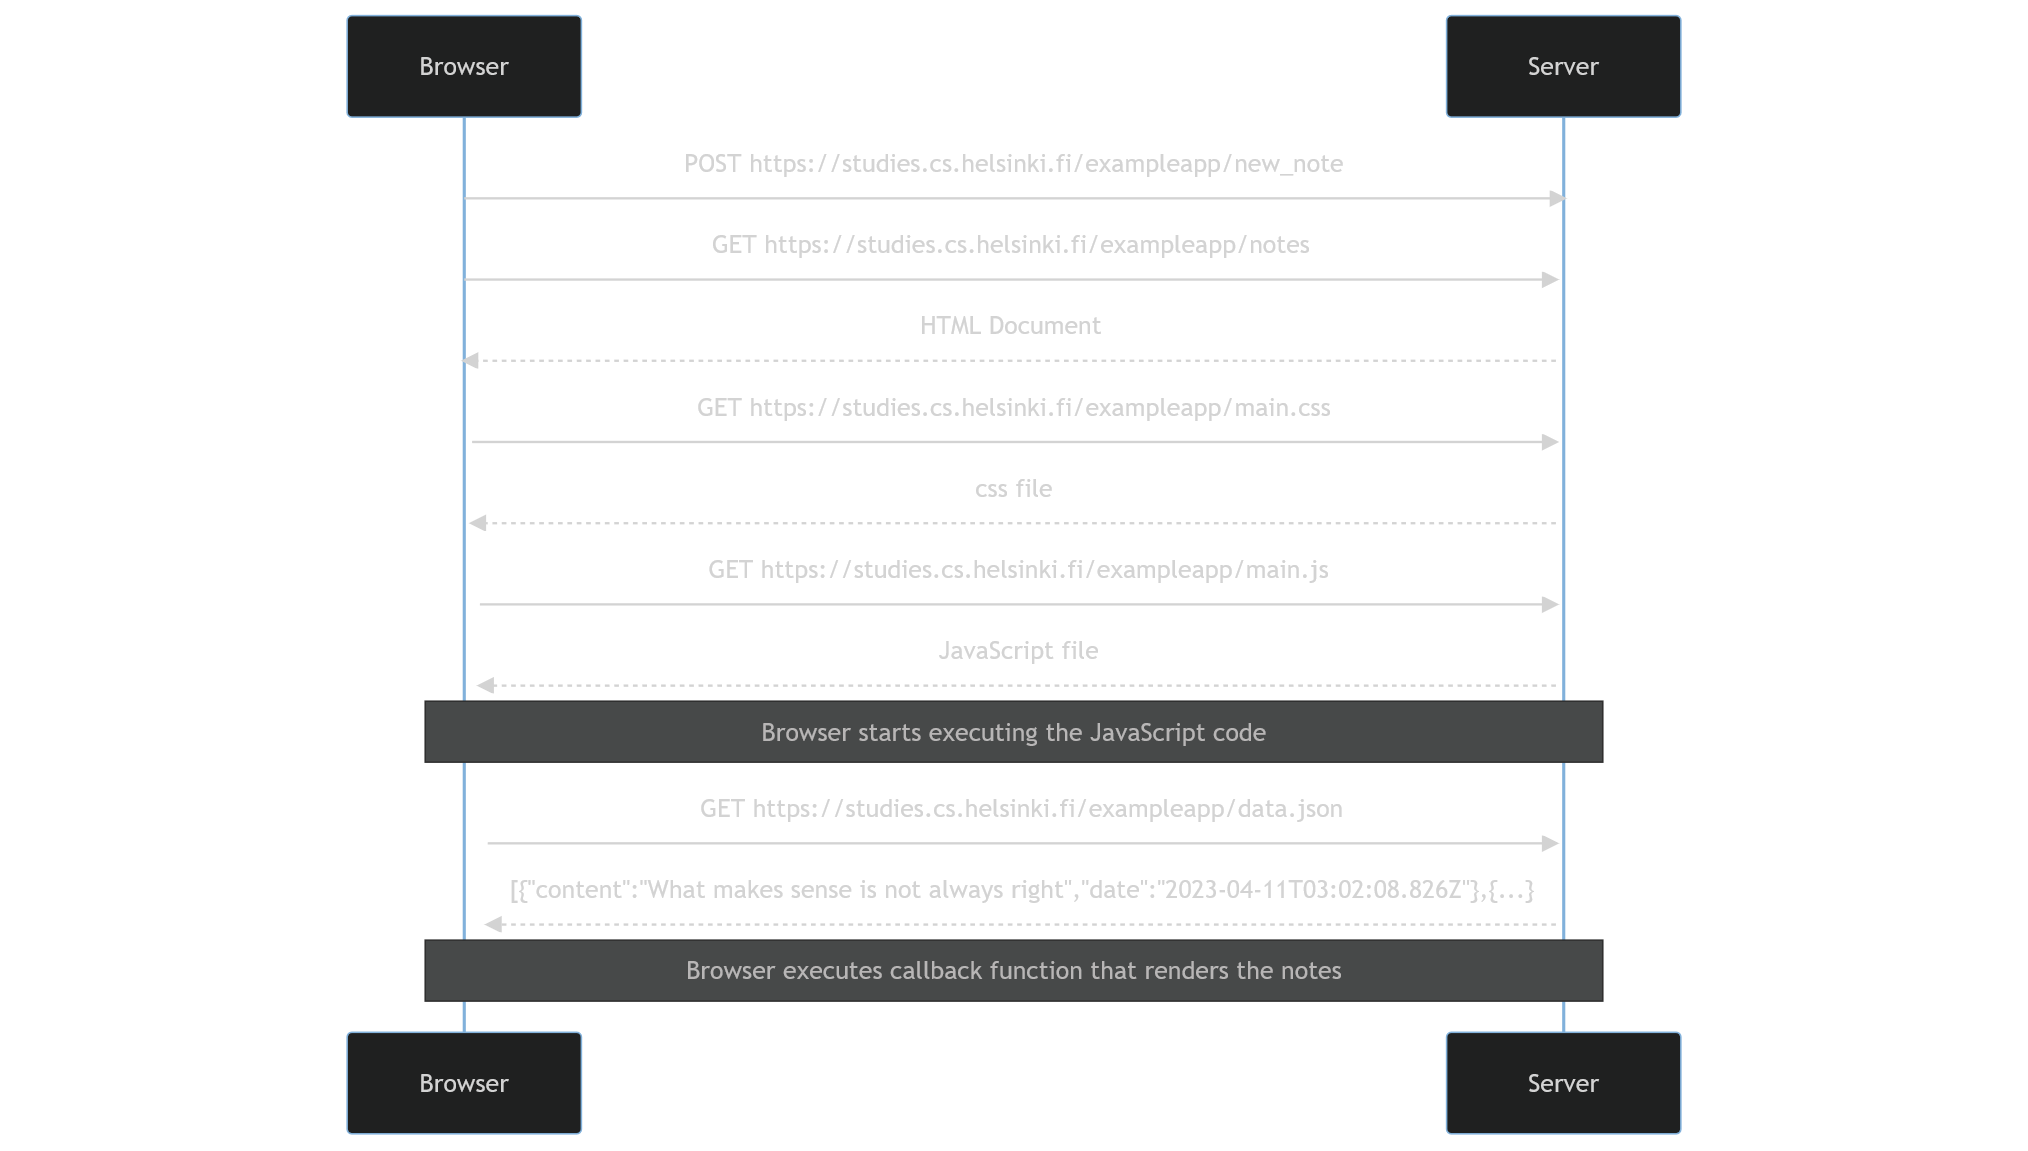 Browser
Server
POST https://studies.cs.helsinki.fi/exampleapp/new_note
GET https://studies.cs.helsinki.fi/exampleapp/notes
HTML Document
GET https://studies.cs.helsinki.fi/exampleapp/main.css
css file
GET https://studies.cs.helsinki.fi/exampleapp/main.js
JavaScript file
Browser starts executing the JavaScript code
GET https://studies.cs.helsinki.fi/exampleapp/data.json
[{"content":"What makes sense is not always right","date":"2023-04-11T03:02:08.826Z"},{...}
Browser executes callback function that renders the notes
Browser
Server